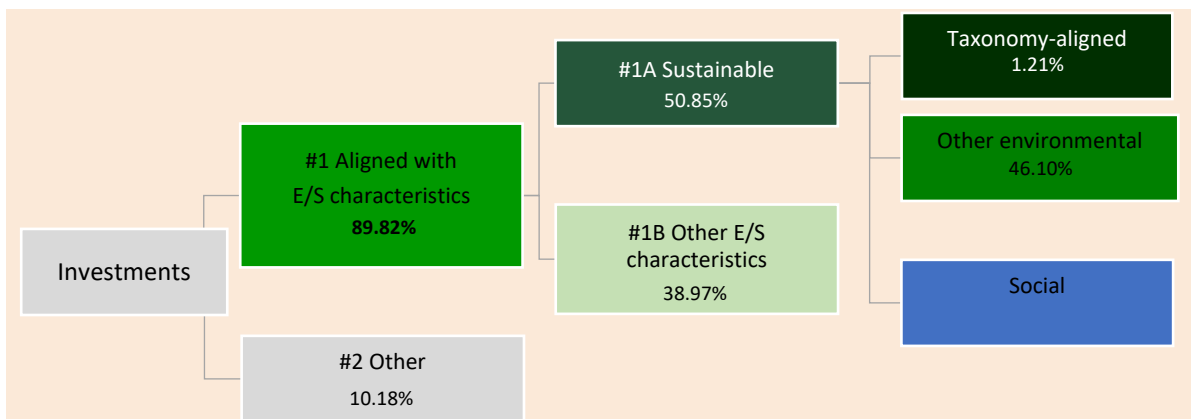 Investments
#1 Aligned with
E/S characteristics
89.82%
#2 Other
10.18%
#1A Sustainable
50.85%
#1B Other E/S
characteristics
38.97%
Taxonomy-aligned
1.21%
Other environmental
46.10%
Social